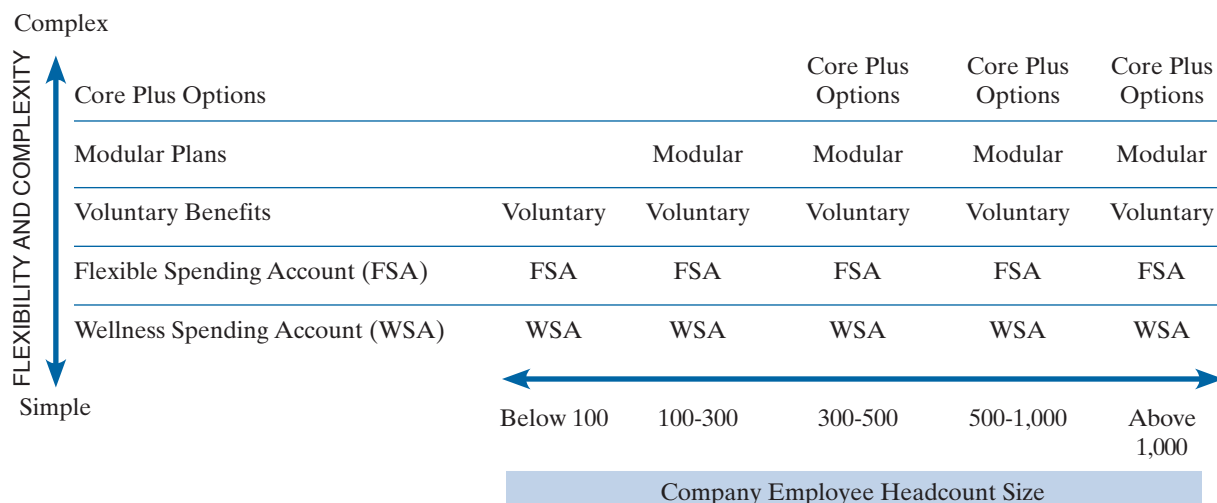 Complex
FLEXIBILITY AND COMPLEXITY
Core Plus Options
Core Plus Options
Core Plus Options
Core Plus Options
Modular Plans Modular Modular Modular Modular
Voluntary Benefits Voluntary Voluntary Voluntary Voluntary Voluntary
Flexible Spending Account (FSA) FSA FSA FSA FSA FSA
Wellness Spending Account (WSA) WSA WSA WSA WSA WSA
Simple
Below 100 100-300 300-500 500-1,000 Above 1,000
Company Employee Headcount Size